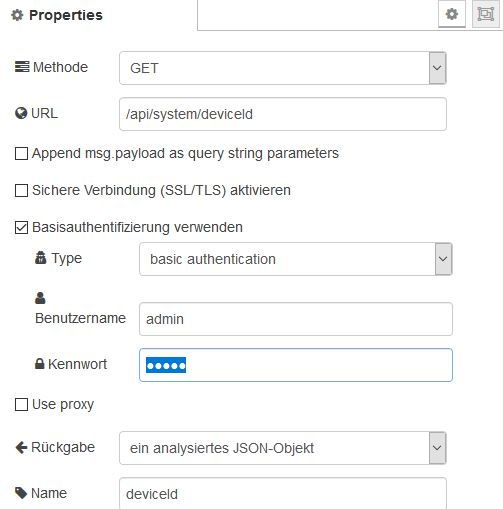 Properties
Methode
GET
URL
/api/system/deviceId
Append msg.payload as query string parameters
Sichere Verbindung (SSL/TLS) aktivieren
Basisauthentifizierung verwenden
Type
basic authentication
Benutzername
admin
Kennwort
●●●●●
Use proxy
Rückgabe
ein analysiertes JSON-Objekt
Name
deviceId